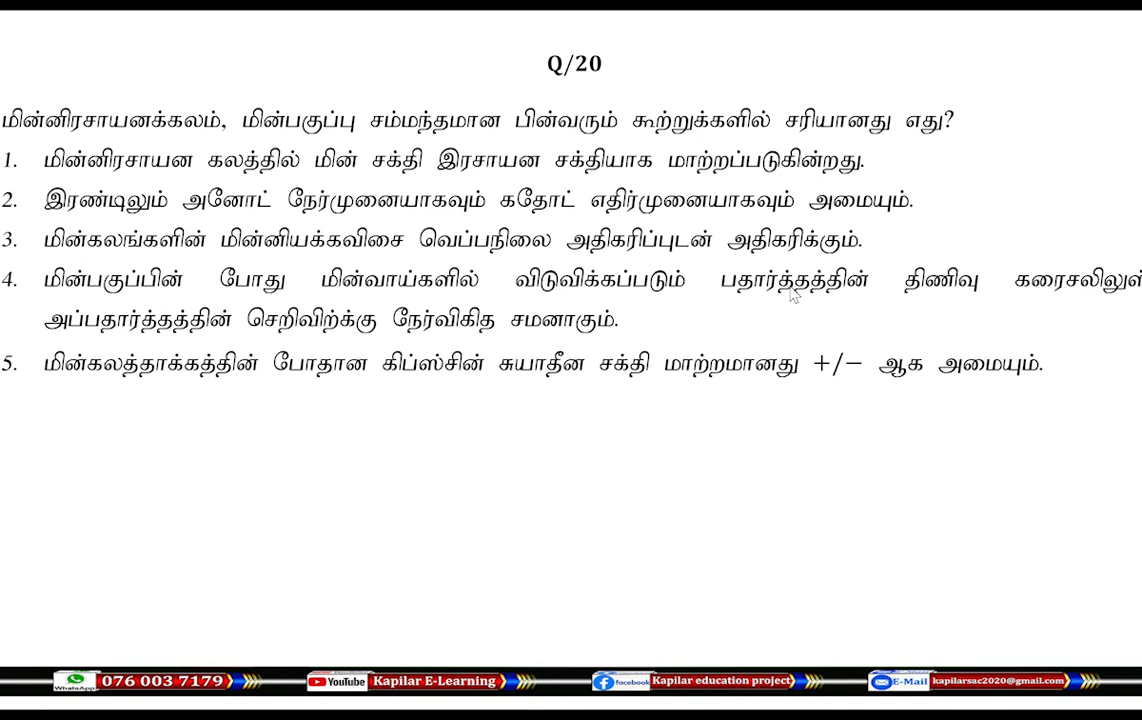 Q/20
மின்னிரசாயனக்கலம், மின்பகுப்பு சம்மந்தமான பின்வரும் கூற்றுக்களில் சரியானது எது?
1. மின்னிரசாயன கலத்தில் மின் சக்தி இரசாயன சக்தியாக மாற்றப்படுகின்றது.
2. இரண்டிலும் அனோட் நேர்முனையாகவும் கதோட் எதிர்முனையாகவும் அமையும்.
3. மின்கலங்களின் மின்னியக்கவிசை வெப்பநிலை அதிகரிப்புடன் அதிகரிக்கும்.
4. மின்பகுப்பின் போது மின்வாய்களில் விடுவிக்கப்படும் பதார்த்தத்தின் திணிவு கரைசலிலுள்
அப்பதார்த்தத்தின் செறிவிற்க்கு நேர்விகித சமனாகும்.
5. மின்கலத்தாக்கத்தின் போதான கிப்ஸ்சின் சுயாதீன சக்தி மாற்றமானது +/− ஆக அமையும்.
WhatsApp 076 003 7179 YouTube Kapilar E-Learning facebook Kapilar education project E-Mail kapilarsac2020@gmail.com